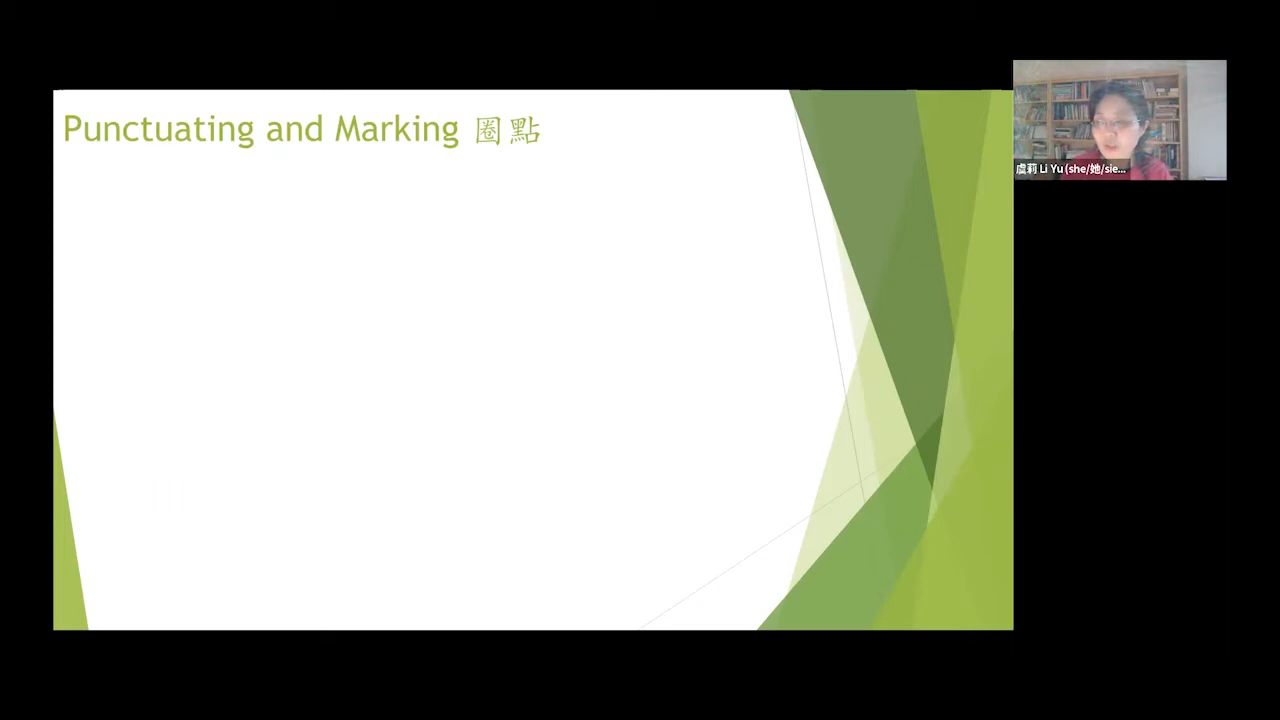 Punctuating and Marking 圈點
虞莉 Li Yu (she/她/sie...